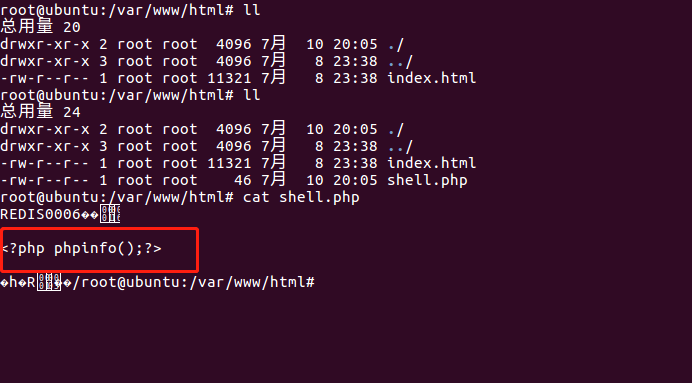 root@ubuntu:/var/www/html# ll
总用量 20
drwxr-xr-x 2 root root  4096 7月  10 20:05 ./
drwxr-xr-x 3 root root  4096 7月   8 23:38 ../
-rw-r--r-- 1 root root 11321 7月   8 23:38 index.html
root@ubuntu:/var/www/html# ll
总用量 24
drwxr-xr-x 2 root root  4096 7月  10 20:05 ./
drwxr-xr-x 3 root root  4096 7月   8 23:38 ../
-rw-r--r-- 1 root root 11321 7月   8 23:38 index.html
-rw-r--r-- 1 root root    46 7月  10 20:05 shell.php
root@ubuntu:/var/www/html# cat shell.php
REDIS0006��
<?php phpinfo();?>
�h�R��/root@ubuntu:/var/www/html#